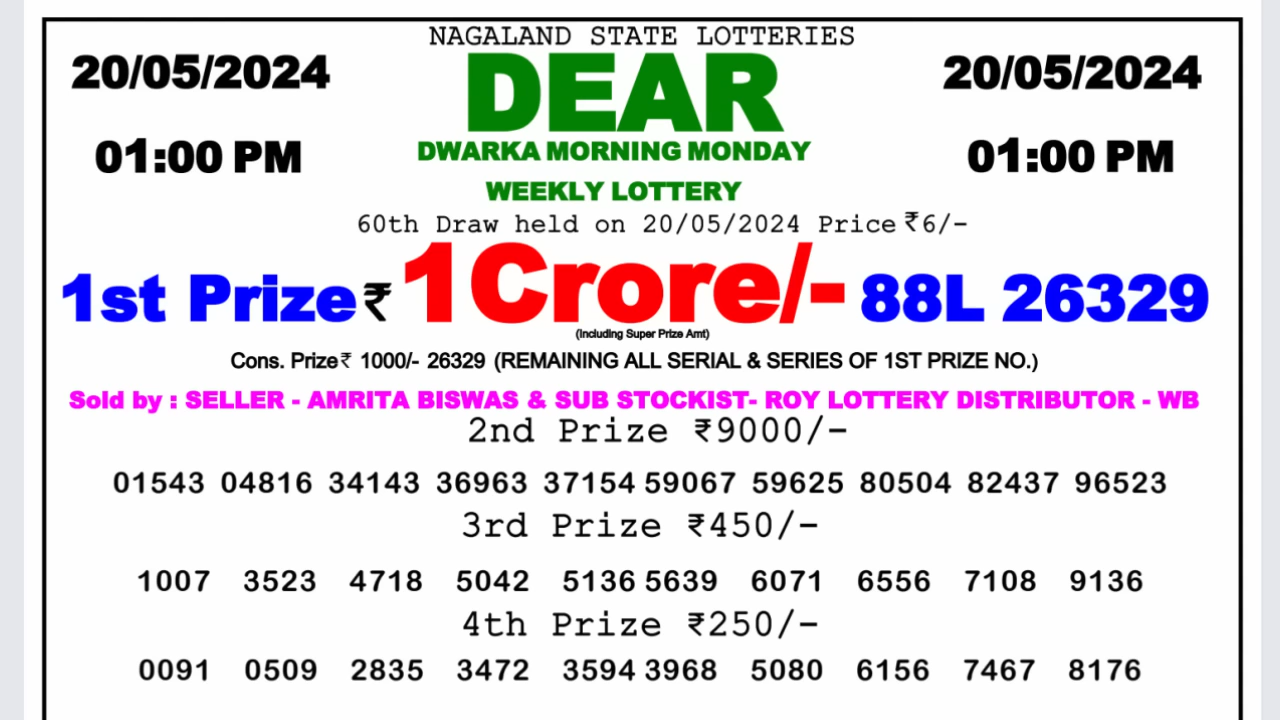 NAGALAND STATE LOTTERIES
20/05/2024 DEAR 20/05/2024
01:00 PM DWARKA MORNING MONDAY 01:00 PM
WEEKLY LOTTERY
60th Draw held on 20/05/2024 Price ₹6/-
1st Prize ₹ 1Crore/- 88L 26329
(Including Super Prize Amt)
Cons. Prize ₹ 1000/- 26329 (REMAINING ALL SERIAL & SERIES OF 1ST PRIZE NO.)
Sold by : SELLER - AMRITA BISWAS & SUB STOCKIST- ROY LOTTERY DISTRIBUTOR - WB
2nd Prize ₹9000/-
01543 04816 34143 36963 37154 59067 59625 80504 82437 96523
3rd Prize ₹450/-
1007 3523 4718 5042 5136 5639 6071 6556 7108 9136
4th Prize ₹250/-
0091 0509 2835 3472 3594 3968 5080 6156 7467 8176